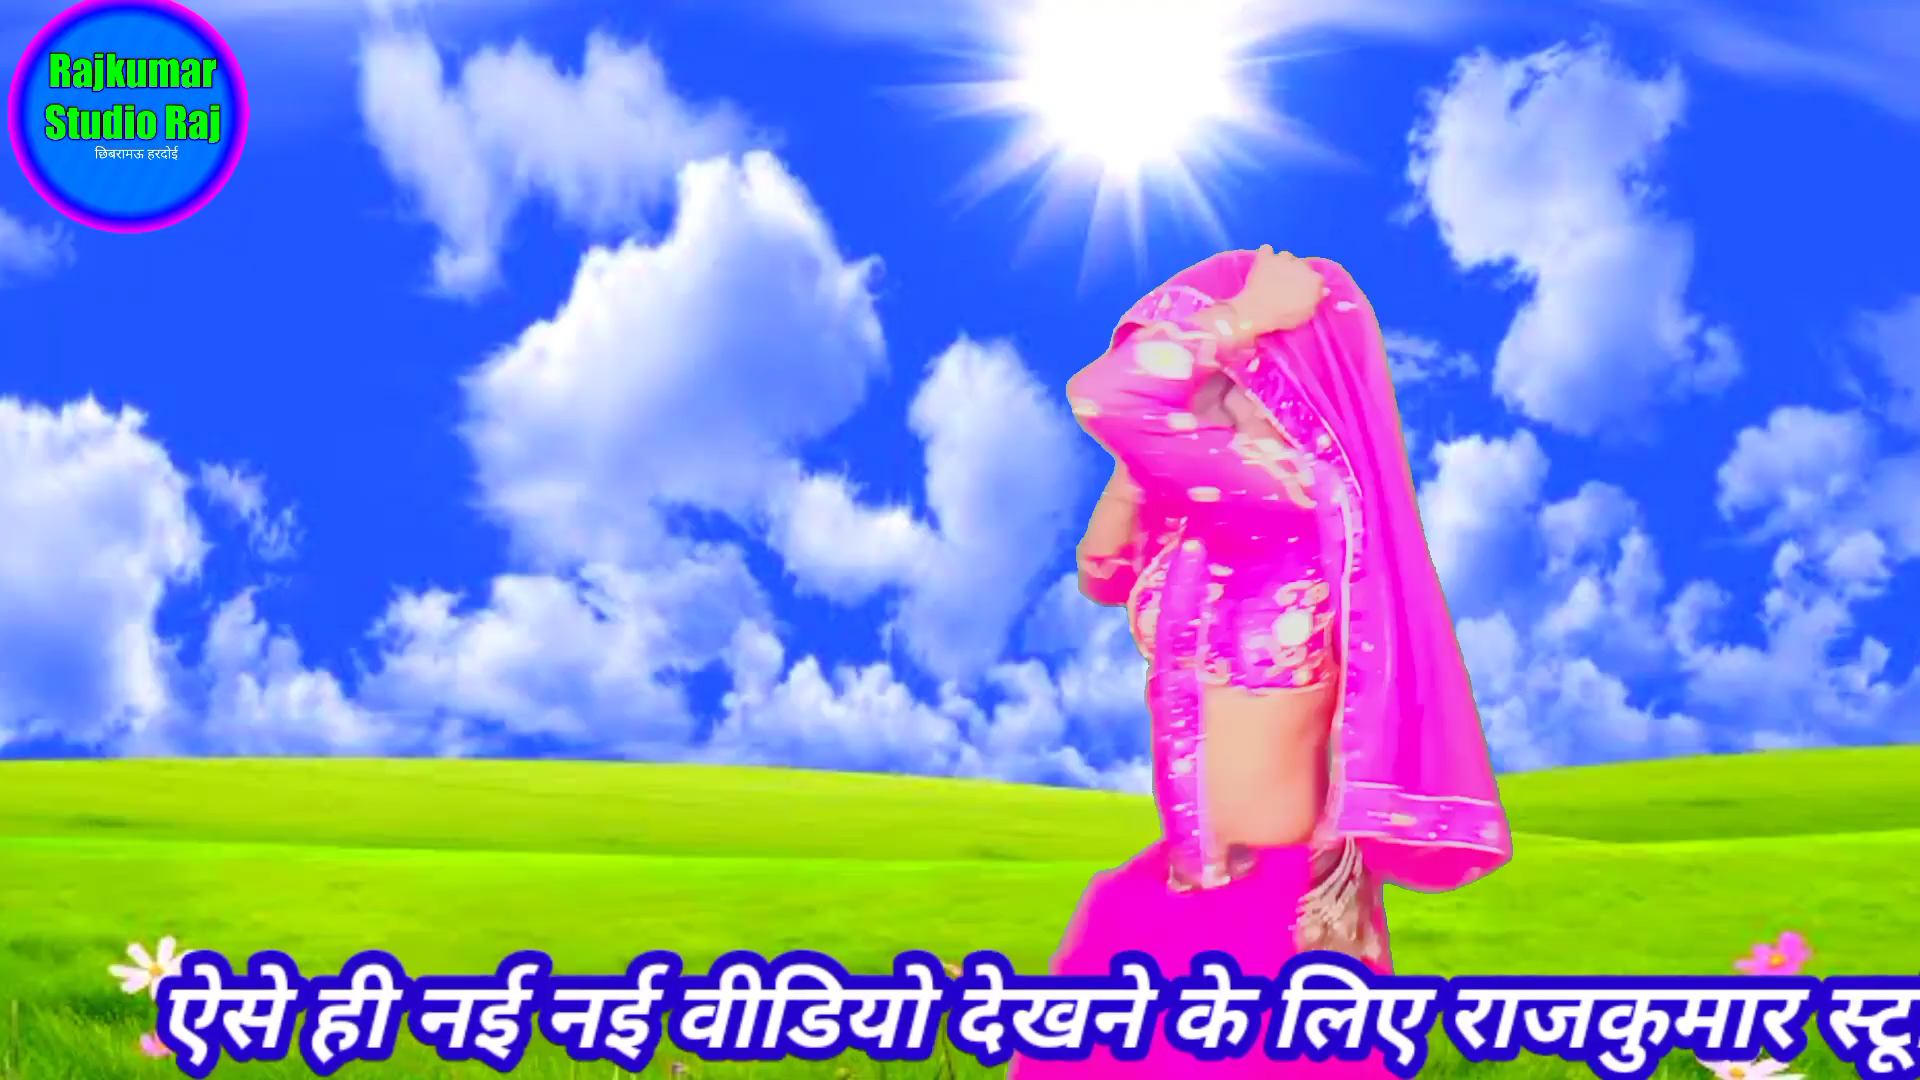 Rajkumar
Studio Raj
छिबरामऊ हरदोई
ऐसे ही नई नई वीडियो देखने के लिए राजकुमार